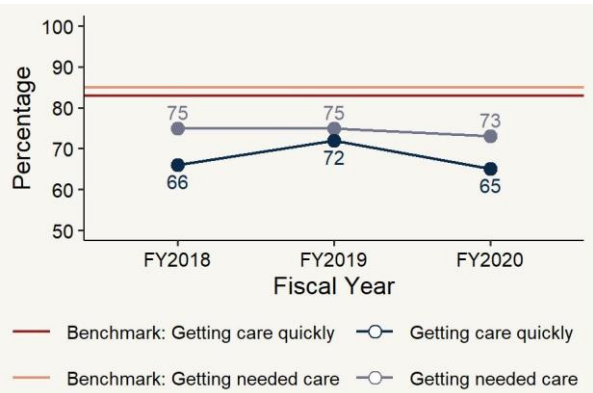 Percentage
100
90
80
70
60
50
75
75
73
66
72
65
FY2018
FY2019
FY2020
Fiscal Year
Benchmark: Getting care quickly
Getting care quickly
Benchmark: Getting needed care
Getting needed care